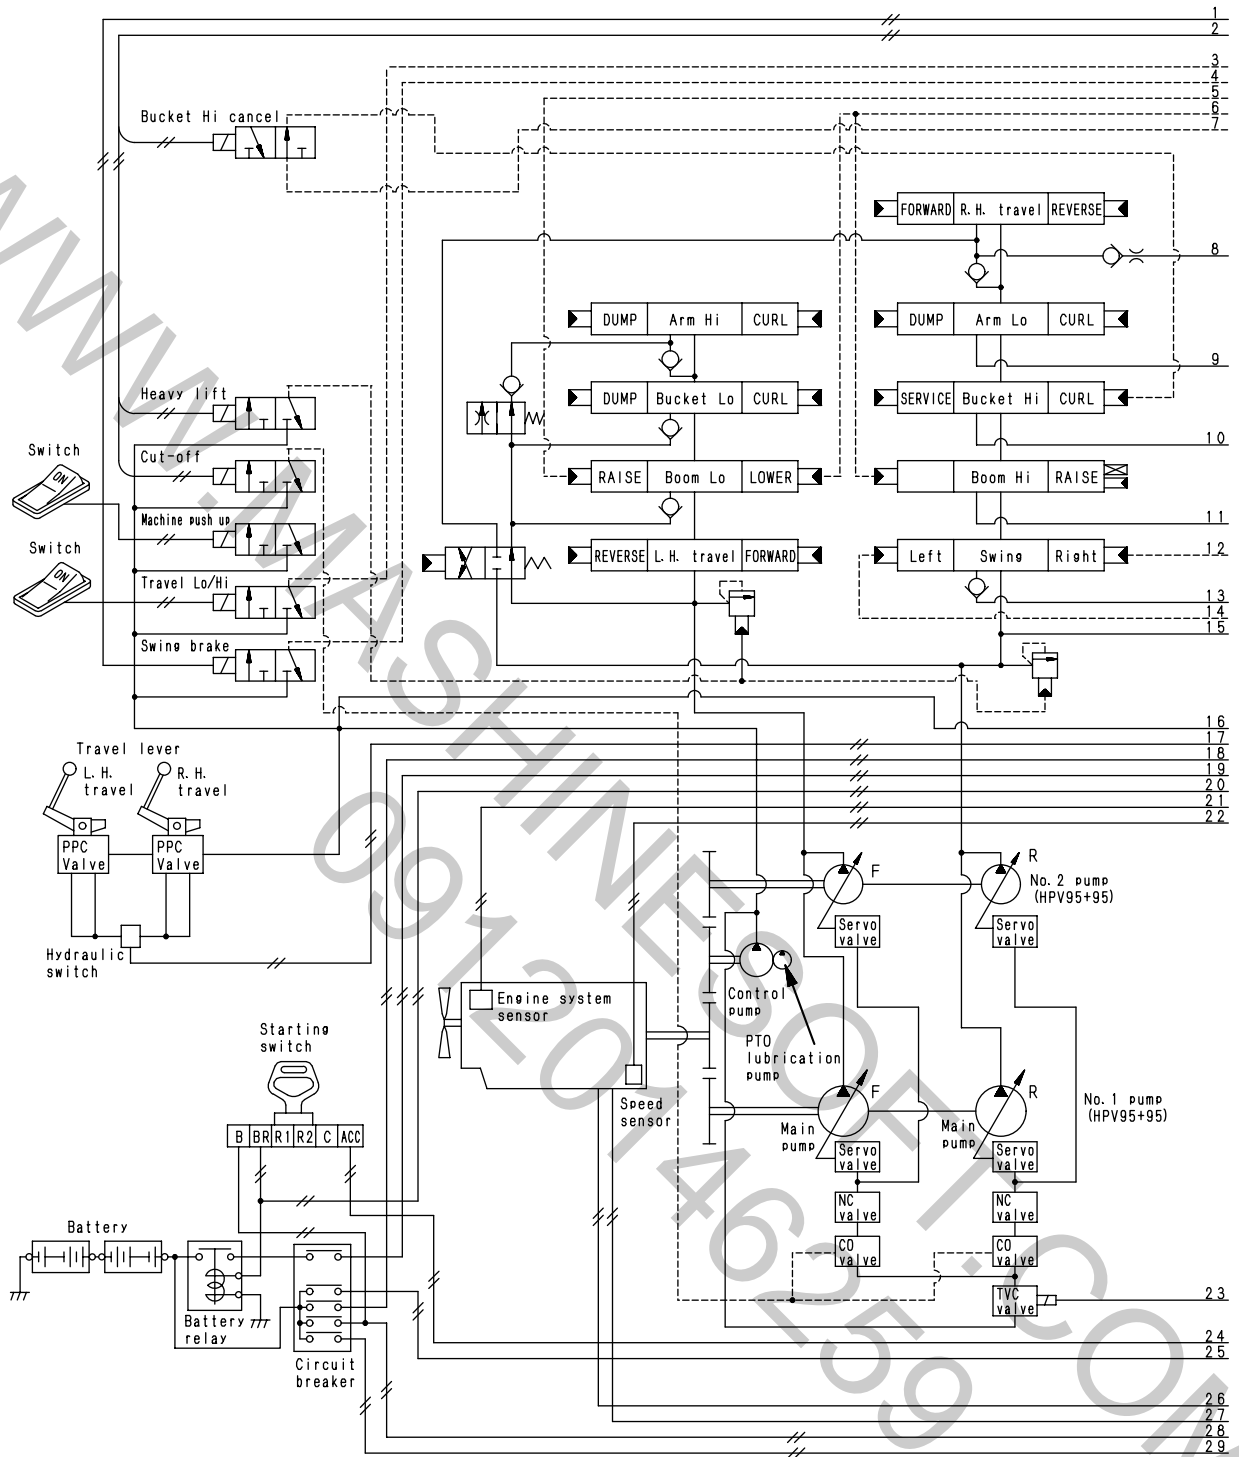 1
2
3
4
5
6
7
Bucket Hi cancel
FORWARD R.H. travel REVERSE
8
DUMP Arm Hi CURL
DUMP Arm Lo CURL
9
Heavy lift
DUMP Bucket Lo CURL
SERVICE Bucket Hi CURL
10
Switch
Cut-off
ON
RAISE Boom Lo LOWER
Boom Hi RAISE
Machine push up
11
Switch
REVERSE L.H. travel FORWARD
Left Swing Right
12
ON
Travel Lo/Hi
13
14
15
Swing brake
16
17
18
19
20
21
22
Travel lever
L.H.
travel
R.H.
travel
PPC
Valve
PPC
Valve
F
R
No.2 pump
(HPV95+95)
Servo
valve
Servo
valve
Hydraulic
switch
Control
pump
Engine system
sensor
Starting
switch
PTO
lubrication
pump
Speed
sensor
F
R
No.1 pump
(HPV95+95)
Main
pump
Main
pump
B BR R1 R2 C ACC
Servo
valve
Servo
valve
NC
valve
NC
valve
Battery
CO
valve
CO
valve
TVC
valve
23
Battery
relay
24
25
Circuit
breaker
26
27
28
29
WWW.MASHINESOFT.COM
09120146259